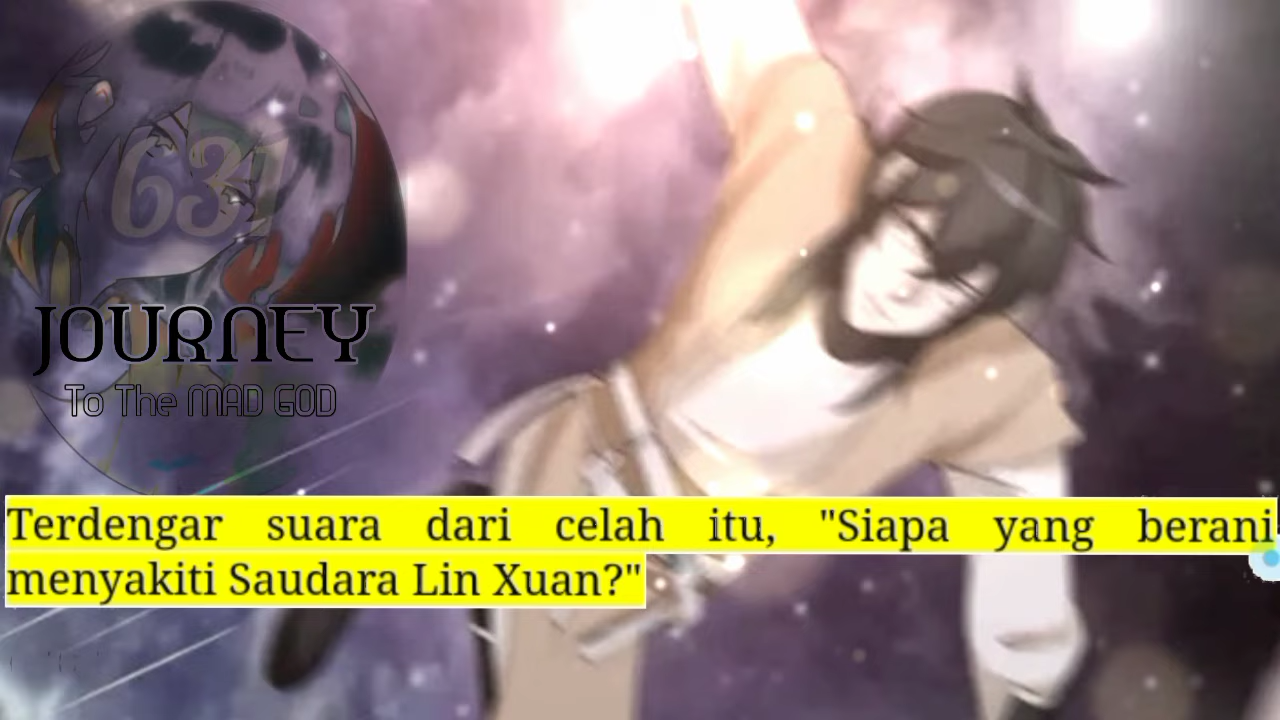 631
JOURNEY
To The MAD GOD
Terdengar suara dari celah itu, "Siapa yang berani
menyakiti Saudara Lin Xuan?"